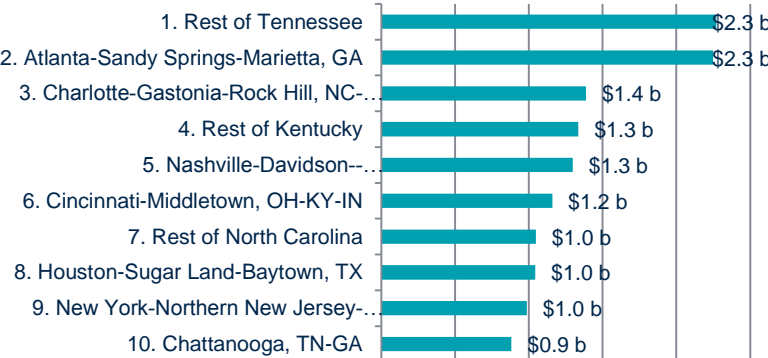 1. Rest of Tennessee $2.3 b
2. Atlanta-Sandy Springs-Marietta, GA $2.3 b
3. Charlotte-Gastonia-Rock Hill, NC-… $1.4 b
4. Rest of Kentucky $1.3 b
5. Nashville-Davidson--… $1.3 b
6. Cincinnati-Middletown, OH-KY-IN $1.2 b
7. Rest of North Carolina $1.0 b
8. Houston-Sugar Land-Baytown, TX $1.0 b
9. New York-Northern New Jersey-… $1.0 b
10. Chattanooga, TN-GA $0.9 b